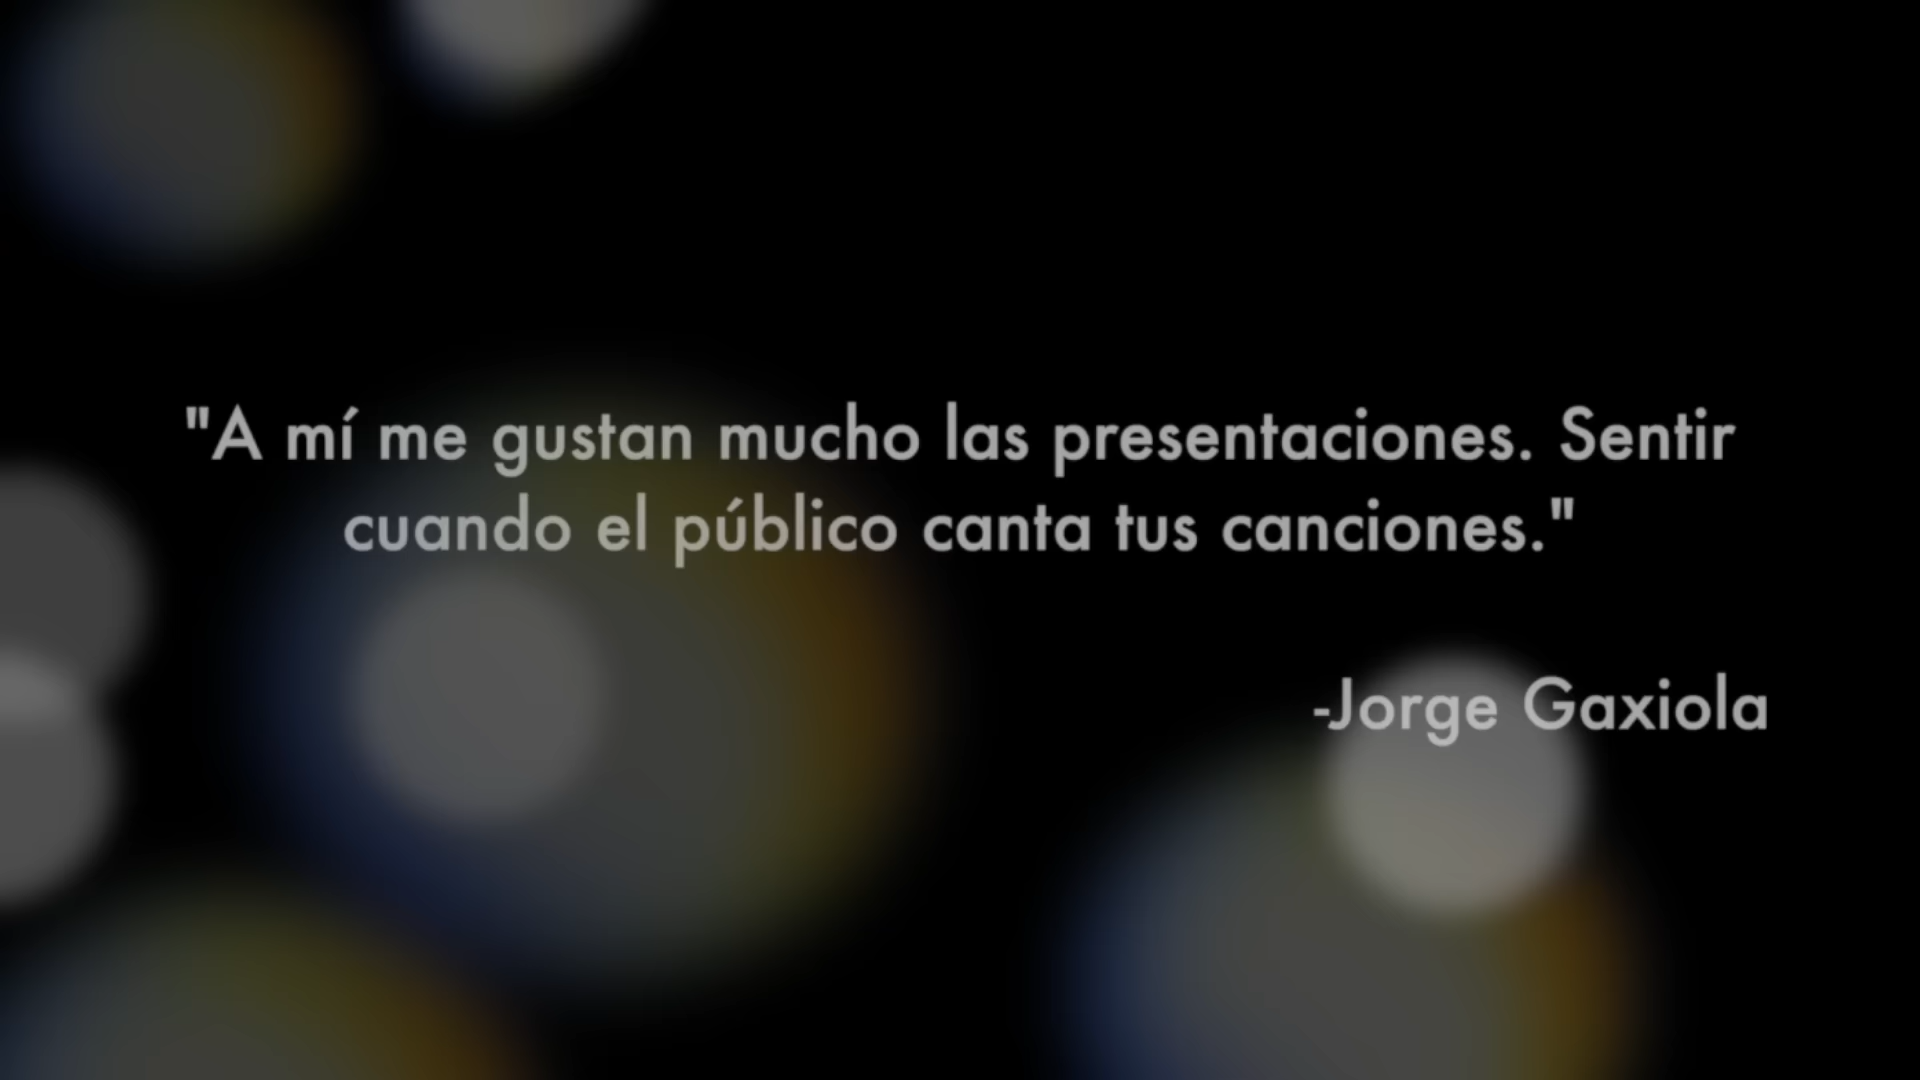 "A mí me gustan mucho las presentaciones. Sentir
cuando el público canta tus canciones."
-Jorge Gaxiola